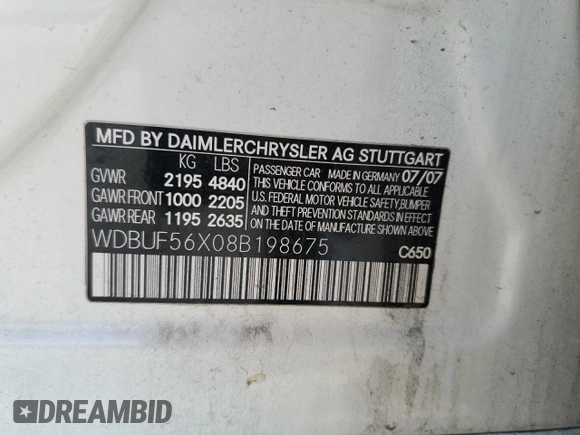 MFD BY DAIMLERCHRYSLER AG STUTTGART
KG LBS
GVWR 2195 4840
GAWR FRONT 1000 2205
GAWR REAR 1195 2635
PASSENGER CAR MADE IN GERMANY 07/07
THIS VEHICLE CONFORMS TO ALL APPLICABLE
U.S. FEDERAL MOTOR VEHICLE SAFETY,BUMPER
AND THEFT PREVENTION STANDARDS IN EFFECT
ON THE DATE OF MANUFACTURE SHOWN ABOVE.
WDBUF56X08B198675
C650
DREAMBID